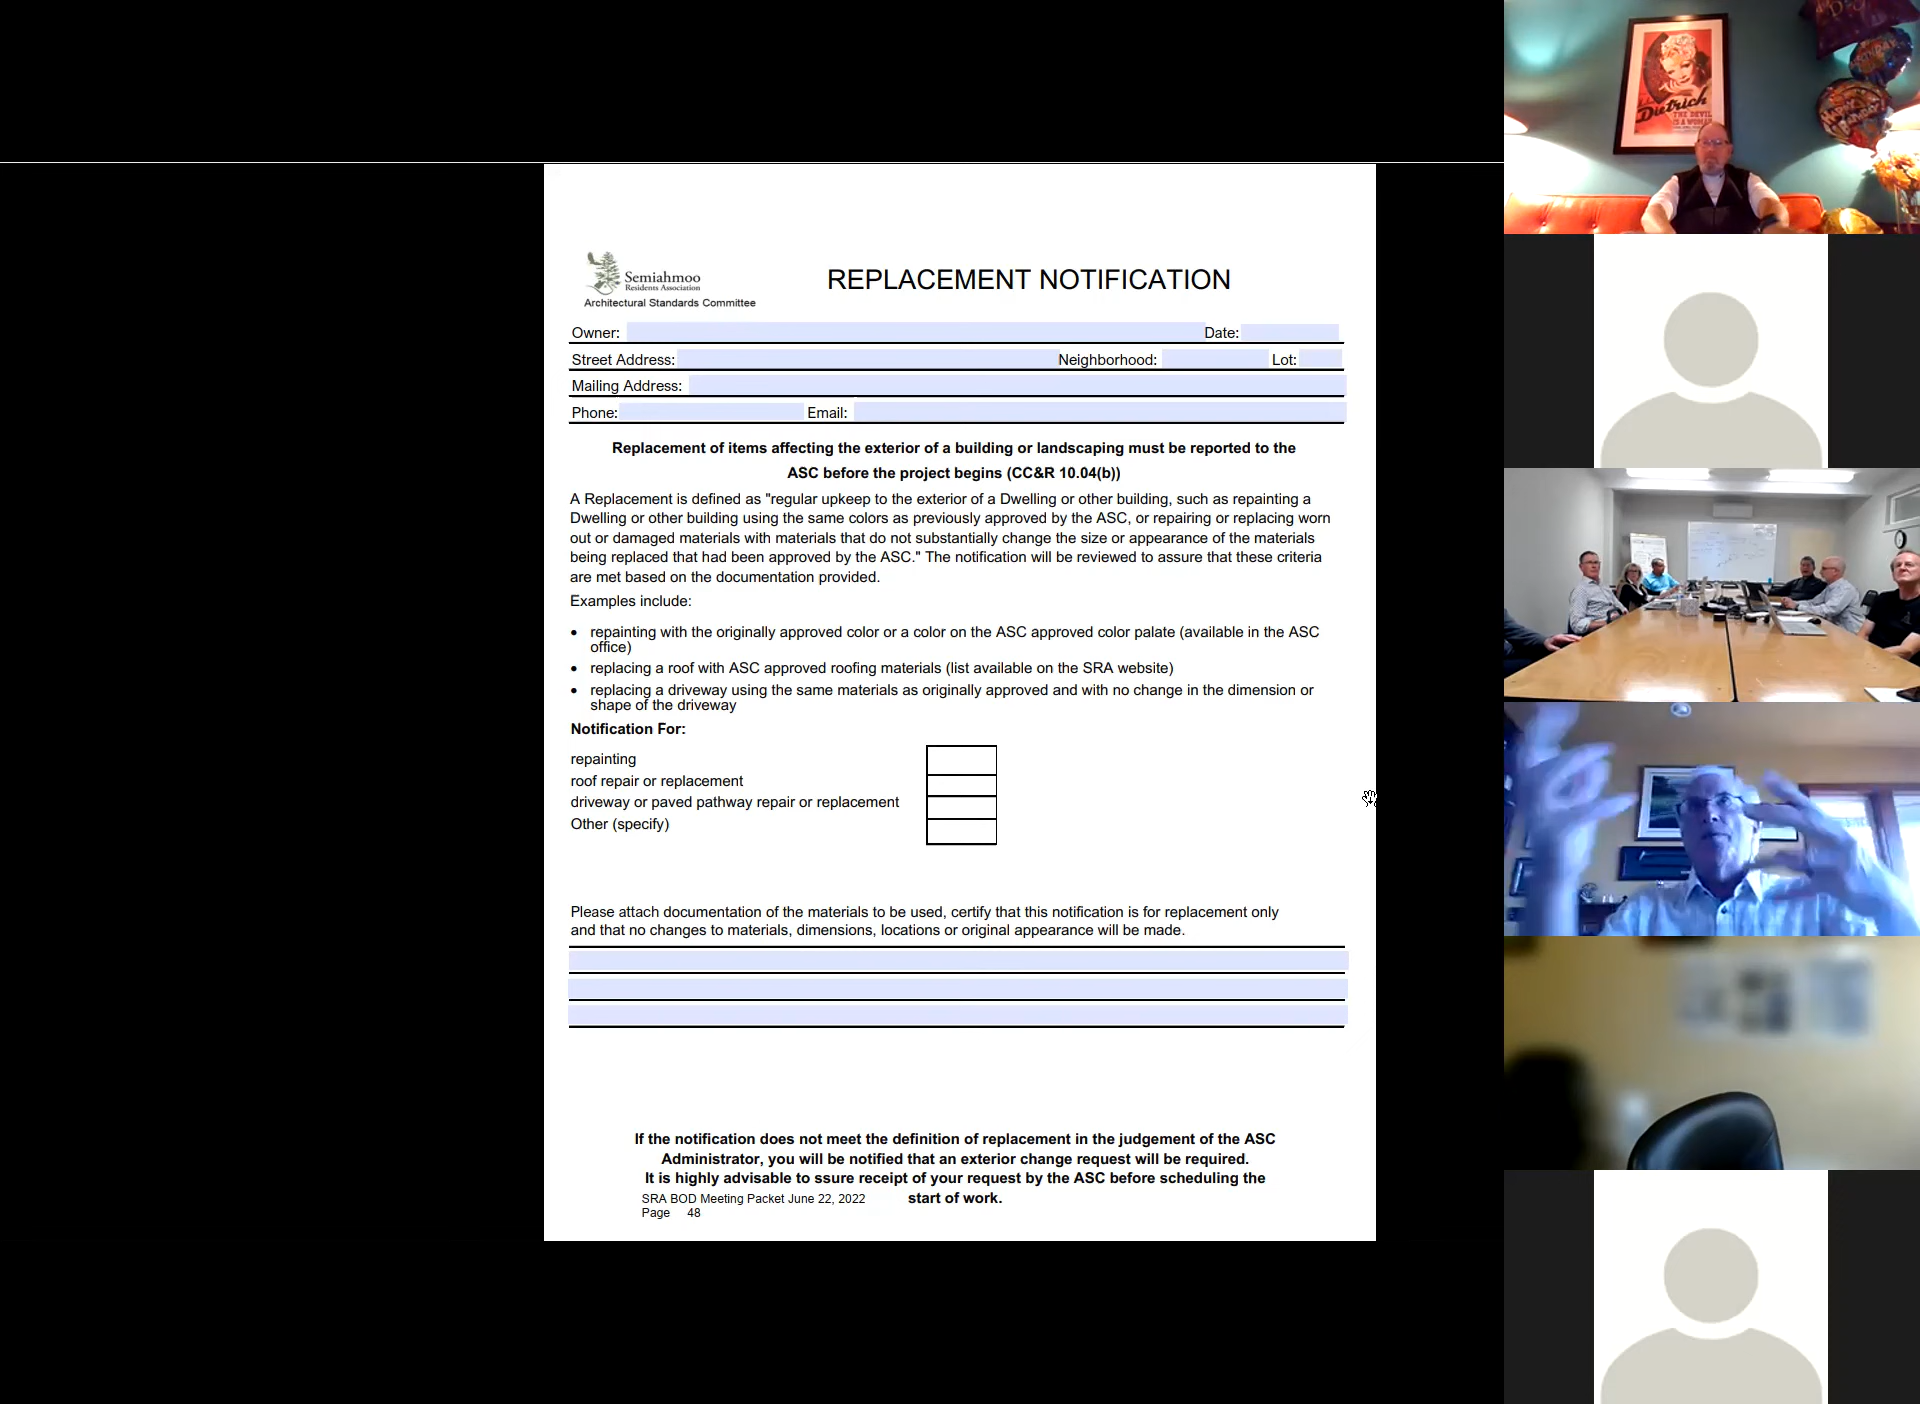 Semiahmoo
Residents Association
Architectural Standards Committee
REPLACEMENT NOTIFICATION
Owner: Date:
Street Address: Neighborhood: Lot:
Mailing Address:
Phone: Email:
Replacement of items affecting the exterior of a building or landscaping must be reported to the
ASC before the project begins (CC&R 10.04(b))
A Replacement is defined as "regular upkeep to the exterior of a Dwelling or other building, such as repainting a
Dwelling or other building using the same colors as previously approved by the ASC, or repairing or replacing worn
out or damaged materials with materials that do not substantially change the size or appearance of the materials
being replaced that had been approved by the ASC." The notification will be reviewed to assure that these criteria
are met based on the documentation provided.
Examples include:
• repainting with the originally approved color or a color on the ASC approved color palate (available in the ASC
office)
• replacing a roof with ASC approved roofing materials (list available on the SRA website)
• replacing a driveway using the same materials as originally approved and with no change in the dimension or
shape of the driveway
Notification For:
repainting
roof repair or replacement
driveway or paved pathway repair or replacement
Other (specify)
Please attach documentation of the materials to be used, certify that this notification is for replacement only
and that no changes to materials, dimensions, locations or original appearance will be made.
If the notification does not meet the definition of replacement in the judgement of the ASC
Administrator, you will be notified that an exterior change request will be required.
It is highly advisable to ssure receipt of your request by the ASC before scheduling the
start of work.
SRA BOD Meeting Packet June 22, 2022
Page 48
Dietrich
THE DEVIL
IS A WOMAN
HAPPY